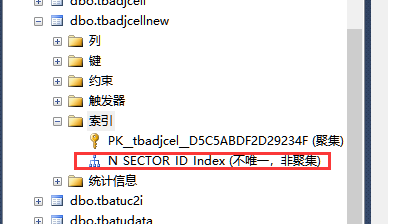 dbo.tbadjcell
dbo.tbadjcellnew
列
键
约束
触发器
索引
PK__tbadjcel__D5C5ABDF2D29234F (聚集)
N_SECTOR_ID_Index (不唯一，非聚集)
统计信息
dbo.tbatuc2i
dbo.tbatudata